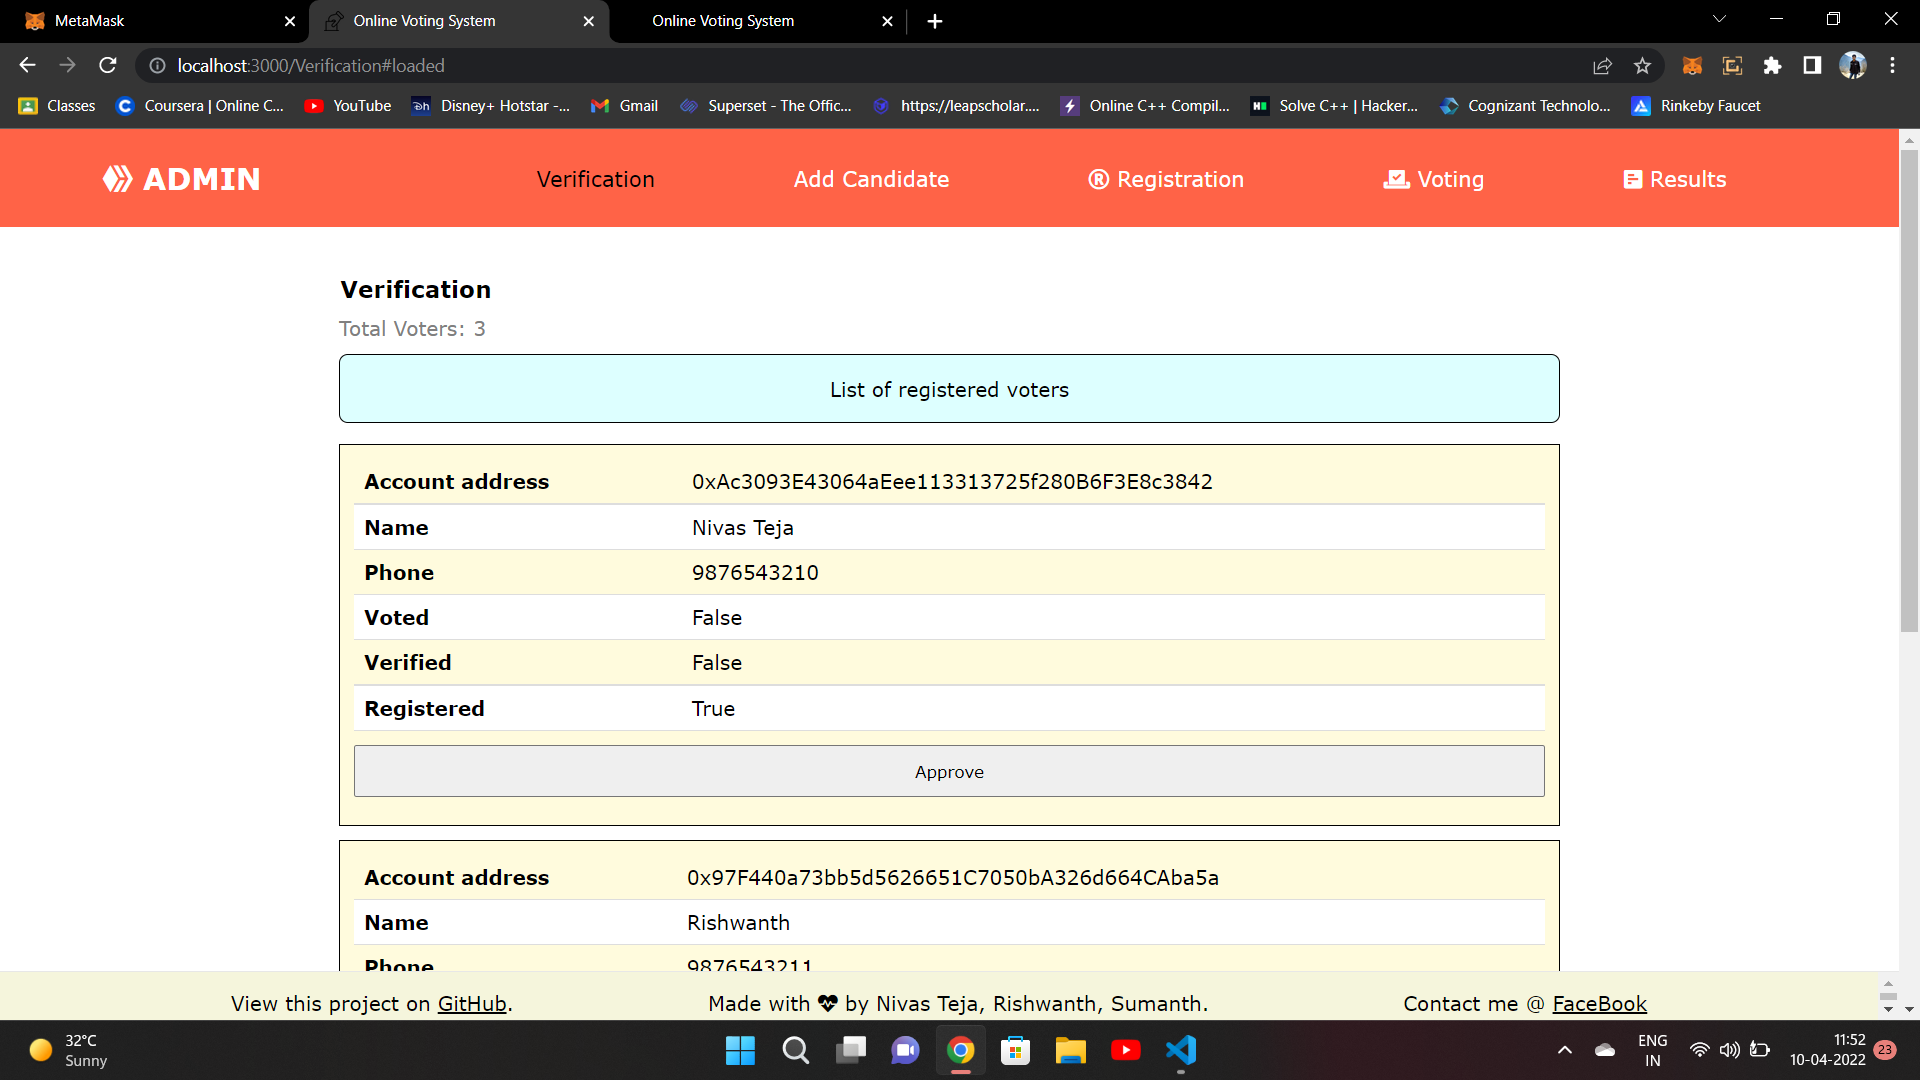 MetaMask
Online Voting System
Online Voting System
localhost:3000/Verification#loaded
Classes
Coursera | Online C...
YouTube
Disney+ Hotstar -...
Gmail
Superset - The Offic...
https://leapscholar....
Online C++ Compil...
Solve C++ | Hacker...
Cognizant Technolo...
Rinkeby Faucet
ADMIN
Verification
Add Candidate
Registration
Voting
Results
Verification
Total Voters: 3
List of registered voters
Account address 0xAc3093E43064aEee113313725f280B6F3E8c3842
Name Nivas Teja
Phone 9876543210
Voted False
Verified False
Registered True
Approve
Account address 0x97F440a73bb5d5626651C7050bA326d664CAba5a
Name Rishwanth
Phone 9876543211
View this project on GitHub.
Made with by Nivas Teja, Rishwanth, Sumanth.
Contact me @ FaceBook
32°C
Sunny
ENG
IN
11:52
10-04-2022
23